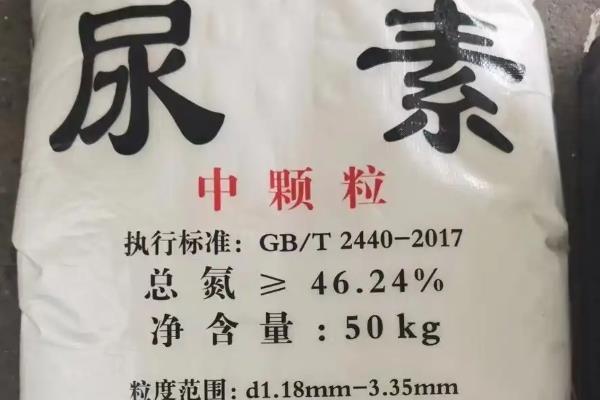 尿素
中颗粒
执行标准: GB/T 2440-2017
总氮 ≥ 46.24%
净含量: 50 kg
粒度范围: d1.18mm-3.35mm